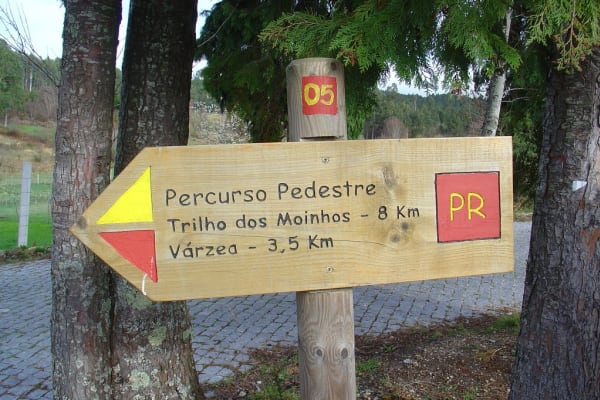 05
Percurso Pedestre
Trilho dos Moinhos - 8 Km
Várzea - 3,5 Km
PR